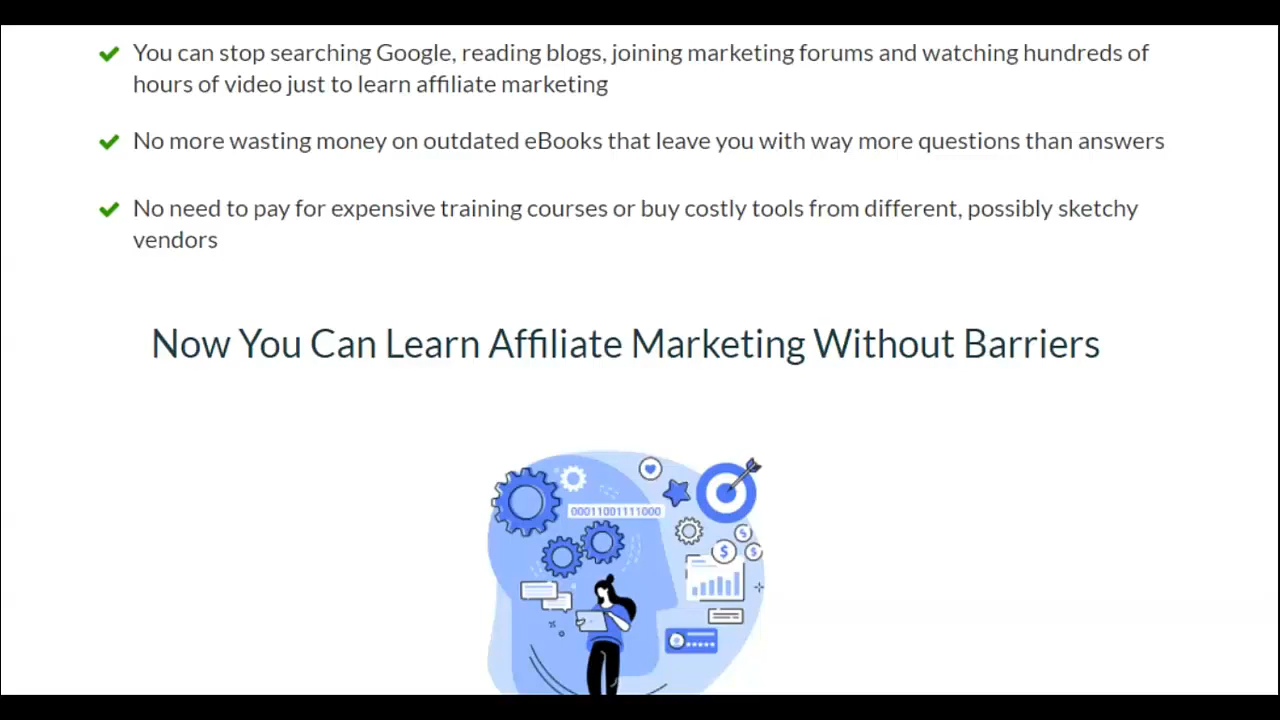 You can stop searching Google, reading blogs, joining marketing forums and watching hundreds of
hours of video just to learn affiliate marketing
No more wasting money on outdated eBooks that leave you with way more questions than answers
No need to pay for expensive training courses or buy costly tools from different, possibly sketchy
vendors
Now You Can Learn Affiliate Marketing Without Barriers
00011001111000
$
$
$